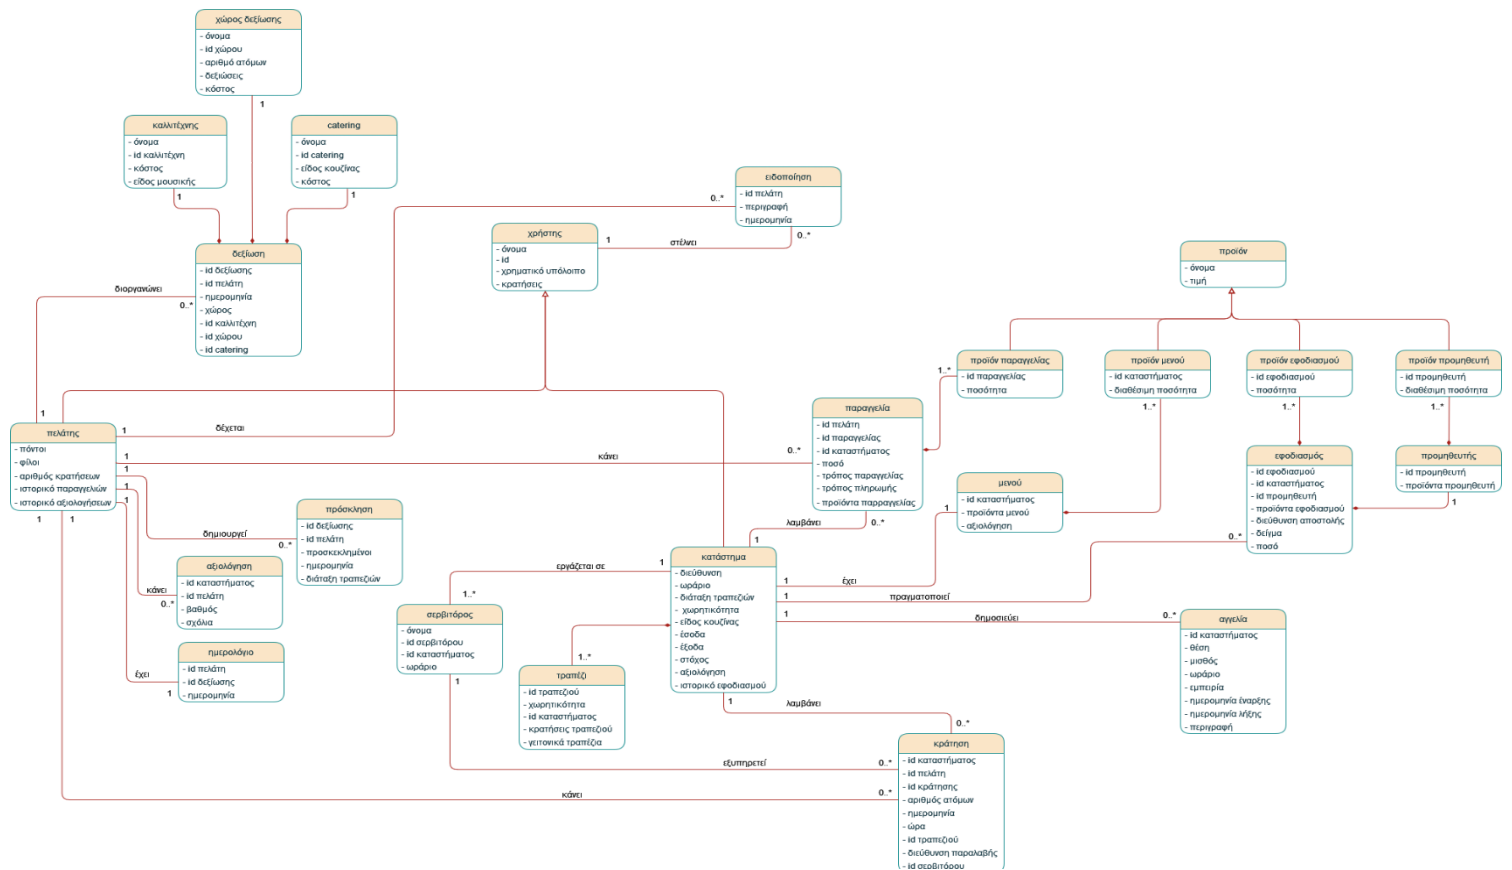 χώρος δεξίωσης
- όνομα
- id χώρου
- αριθμό ατόμων
- δεξιώσεις
- κόστος
1
καλλιτέχνης
- όνομα
- id καλλιτέχνη
- κόστος
- είδος μουσικής
1
catering
- όνομα
- id catering
- είδος κουζίνας
- κόστος
1
δεξίωση
- id δεξίωσης
- id πελάτη
- ημερομηνία
- χώρος
- id καλλιτέχνη
- id χώρου
- id catering
διοργανώνει
0..*
1
ειδοποίηση
- id πελάτη
- περιγραφή
- ημερομηνία
0..*
0..*
χρήστης
- όνομα
- id
- χρηματικό υπόλοιπο
- κρατήσεις
1
στέλνει
προϊόν
- όνομα
- τιμή
προϊόν παραγγελίας
- id παραγγελίας
- ποσότητα
1..*
προϊόν μενού
- id καταστήματος
- διαθέσιμη ποσότητα
1..*
προϊόν εφοδιασμού
- id εφοδιασμού
- ποσότητα
1..*
προϊόν προμηθευτή
- id προμηθευτή
- διαθέσιμη ποσότητα
1..*
παραγγελία
- id πελάτη
- id παραγγελίας
- id καταστήματος
- ποσό
- τρόπος παραγγελίας
- τρόπος πληρωμής
- προϊόντα παρραγγελίας
0..*
0..*
πελάτης
- πόντοι
- φίλοι
- αριθμός κρατήσεων
- ιστορικό παραγγελιών
- ιστορικό αξιολογήσεων
1
δέχεται
1
κάνει
1
1
1
1
1
μενού
- id καταστήματος
- προϊόντα μενού
- αξιολόγηση
1
εφοδιασμός
- id εφοδιασμού
- id καταστήματος
- id προμηθευτή
- προϊόντα εφοδιασμού
- διεύθυνση αποστολής
- δείγμα
- ποσό
0..*
προμηθευτής
- id προμηθευτή
- προϊόντα προμηθευτή
1
πρόσκληση
- id δεξίωσης
- id πελάτη
- προσκεκλημένοι
- ημερομηνία
- διάταξη τραπεζιών
δημιουργεί
0..*
αξιολόγηση
- id καταστήματος
- id πελάτη
- βαθμός
- σχόλια
κάνει
0..*
ημερολόγιο
- id πελάτη
- id δεξίωσης
- ημερομηνία
έχει
1
λαμβάνει
1
κατάστημα
- διεύθυνση
- ωράριο
- διάταξη τραπεζιών
- χωρητικότητα
- είδος κουζίνας
- έσοδα
- έξοδα
- στόχος
- αξιολόγηση
- ιστορικό εφοδιασμού
εργάζεται σε
1
1..*
1
έχει
1
πραγματοποιεί
1
δημοσιεύει
0..*
σερβιτόρος
- όνομα
- id σερβιτόρου
- id καταστήματος
- ωράριο
1
τραπέζι
- id τραπεζιού
- χωρητικότητα
- id καταστήματος
- κρατήσεις τραπεζιού
- γειτονικά τραπέζια
1..*
αγγελία
- id καταστήματος
- θέση
- μισθός
- ωράριο
- εμπειρία
- ημερομηνία έναρξης
- ημερομηνία λήξης
- περιγραφή
1
λαμβάνει
0..*
κράτηση
- id καταστήματος
- id πελάτη
- id κράτησης
- αριθμός ατόμων
- ημερομηνία
- ώρα
- id τραπεζιού
- διεύθυνση παραλαβής
- id σερβιτόρου
εξυπηρετεί
0..*
κάνει
0..*